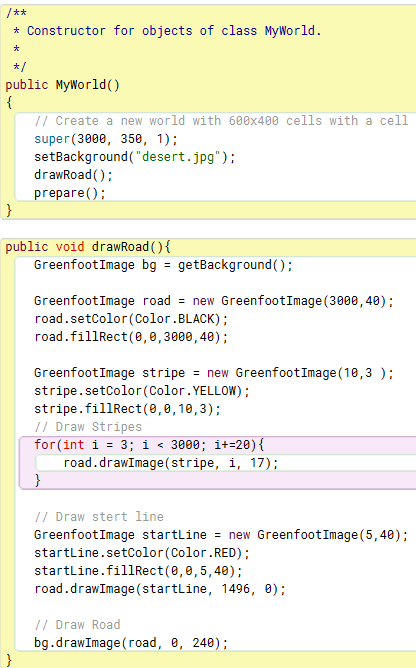 /**
 * Constructor for objects of class MyWorld.
 *
 */
public MyWorld()
{
    // Create a new world with 600x400 cells with a cell
    super(3000, 350, 1);
    setBackground("desert.jpg");
    drawRoad();
    prepare();
}
public void drawRoad(){
    GreenfootImage bg = getBackground();
    GreenfootImage road = new GreenfootImage(3000,40);
    road.setColor(Color.BLACK);
    road.fillRect(0,0,3000,40);
    GreenfootImage stripe = new GreenfootImage(10,3 );
    stripe.setColor(Color.YELLOW);
    stripe.fillRect(0,0,10,3);
    // Draw Stripes
    for(int i = 3; i < 3000; i+=20){
        road.drawImage(stripe, i, 17);
    }
    // Draw stert line
    GreenfootImage startLine = new GreenfootImage(5,40);
    startLine.setColor(Color.RED);
    startLine.fillRect(0,0,5,40);
    road.drawImage(startLine, 1496, 0);
    // Draw Road
    bg.drawImage(road, 0, 240);
}